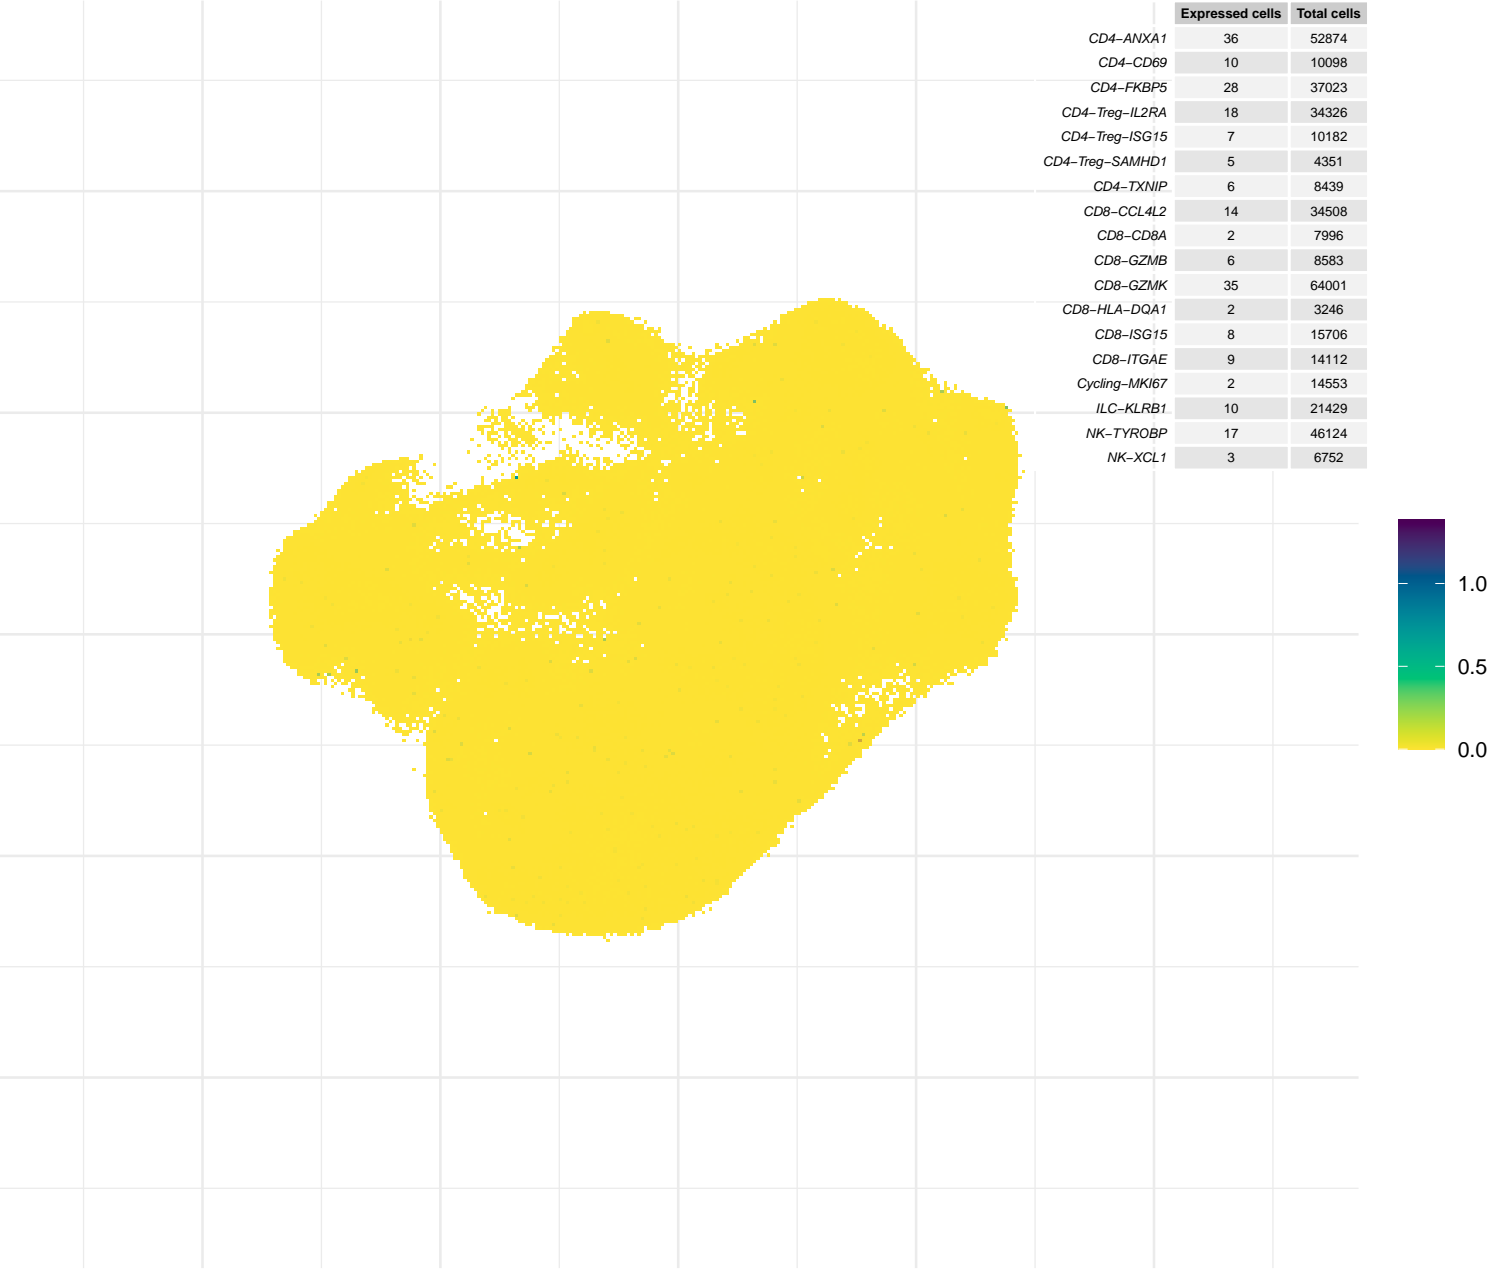 Expressed cells Total cells
CD4−ANXA1 36 52874
CD4−CD69 10 10098
CD4−FKBP5 28 37023
CD4−Treg−IL2RA 18 34326
CD4−Treg−ISG15 7 10182
CD4−Treg−SAMHD1 5 4351
CD4−TXNIP 6 8439
CD8−CCL4L2 14 34508
CD8−CD8A 2 7996
CD8−GZMB 6 8583
CD8−GZMK 35 64001
CD8−HLA−DQA1 2 3246
CD8−ISG15 8 15706
CD8−ITGAE 9 14112
Cycling−MKI67 2 14553
ILC−KLRB1 10 21429
NK−TYROBP 17 46124
NK−XCL1 3 6752
1.0
0.5
0.0